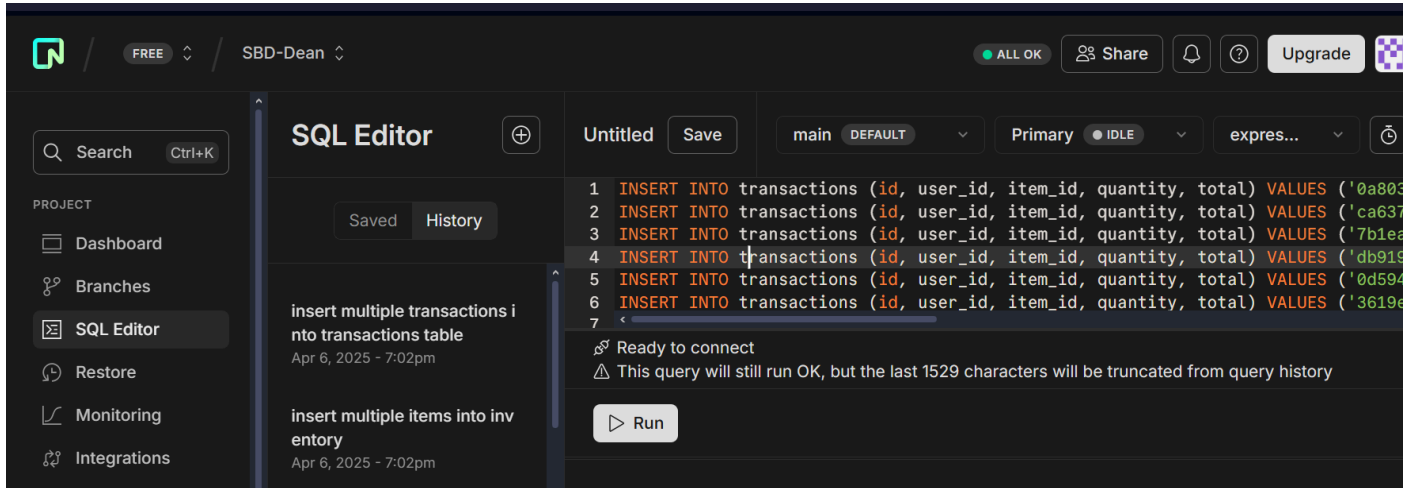 FREE
SBD-Dean
ALL OK
Share
Upgrade
Search Ctrl+K
PROJECT
Dashboard
Branches
SQL Editor
Restore
Monitoring
Integrations
SQL Editor
Saved History
insert multiple transactions i
nto transactions table
Apr 6, 2025 - 7:02pm
insert multiple items into inv
entory
Apr 6, 2025 - 7:02pm
Untitled Save main DEFAULT Primary IDLE expres...
1 INSERT INTO transactions (id, user_id, item_id, quantity, total) VALUES ('0a803
2 INSERT INTO transactions (id, user_id, item_id, quantity, total) VALUES ('ca637
3 INSERT INTO transactions (id, user_id, item_id, quantity, total) VALUES ('7b1ea
4 INSERT INTO transactions (id, user_id, item_id, quantity, total) VALUES ('db919
5 INSERT INTO transactions (id, user_id, item_id, quantity, total) VALUES ('0d594
6 INSERT INTO transactions (id, user_id, item_id, quantity, total) VALUES ('3619e
7
Ready to connect
This query will still run OK, but the last 1529 characters will be truncated from query history
Run